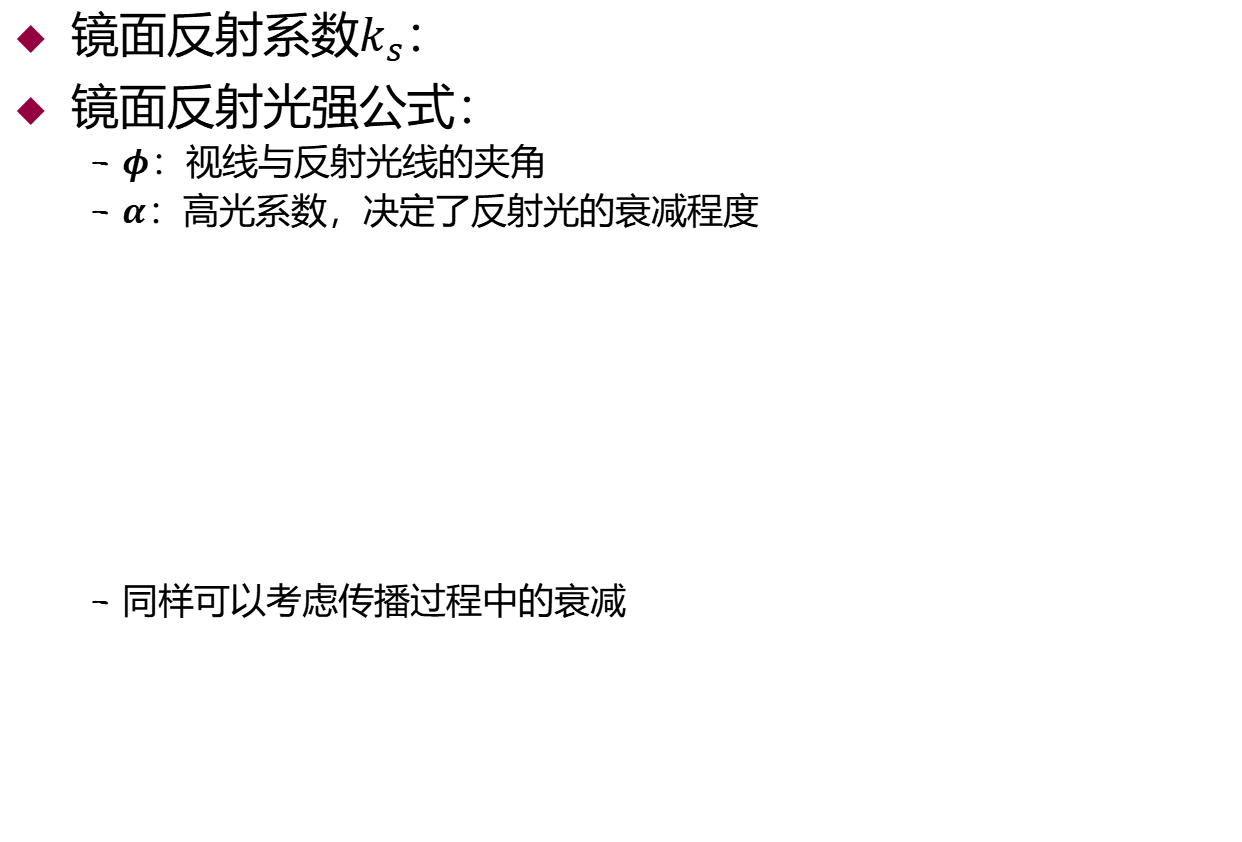 ◆ 镜面反射系数kₛ：
◆ 镜面反射光强公式：
– ϕ：视线与反射光线的夹角
– α：高光系数，决定了反射光的衰减程度
– 同样可以考虑传播过程中的衰减